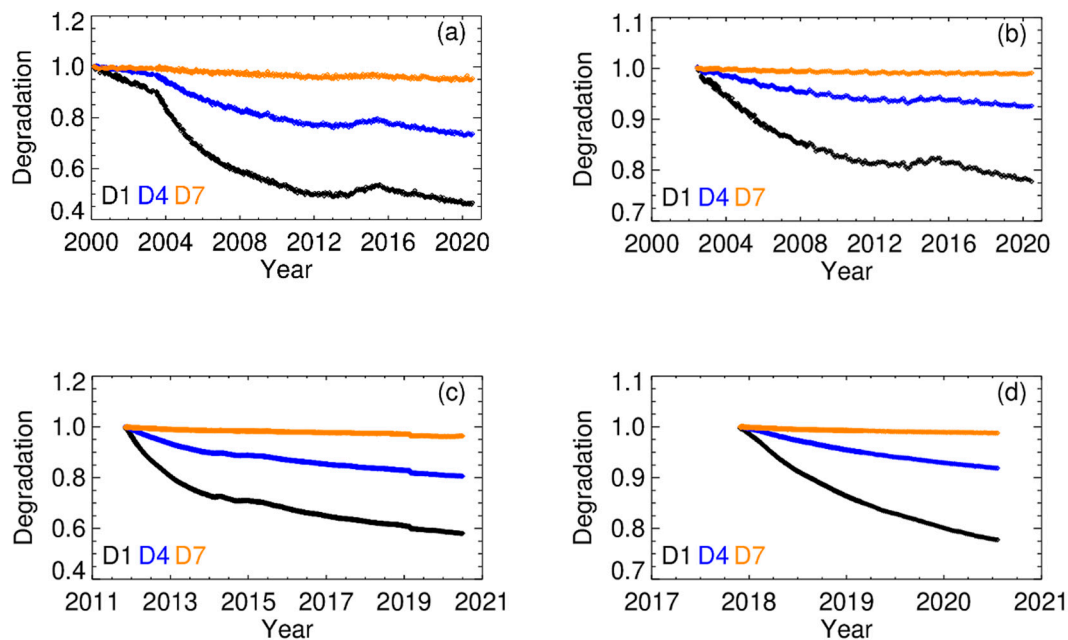 (a)
1.2
1.0
0.8
0.6
0.4
Degradation
D1 D4 D7
2000 2004 2008 2012 2016 2020
Year
(b)
1.1
1.0
0.9
0.8
0.7
Degradation
D1 D4 D7
2000 2004 2008 2012 2016 2020
Year
(c)
1.2
1.0
0.8
0.6
0.4
Degradation
D1 D4 D7
2011 2013 2015 2017 2019 2021
Year
(d)
1.1
1.0
0.9
0.8
0.7
Degradation
D1 D4 D7
2017 2018 2019 2020 2021
Year